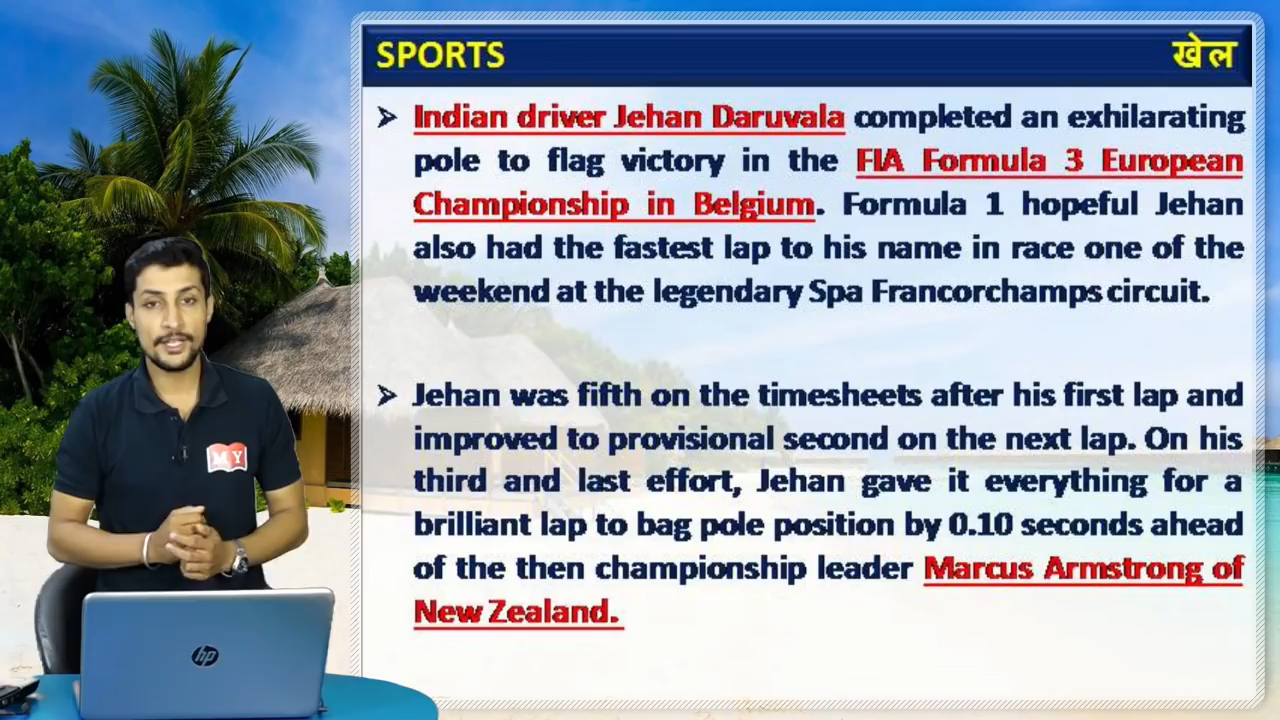 SPORTS
खेल
Indian driver Jehan Daruvala completed an exhilarating
pole to flag victory in the FIA Formula 3 European
Championship in Belgium. Formula 1 hopeful Jehan
also had the fastest lap to his name in race one of the
weekend at the legendary Spa Francorchamps circuit.
Jehan was fifth on the timesheets after his first lap and
improved to provisional second on the next lap. On his
third and last effort, Jehan gave it everything for a
brilliant lap to bag pole position by 0.10 seconds ahead
of the then championship leader Marcus Armstrong of
New Zealand.
MY
hp